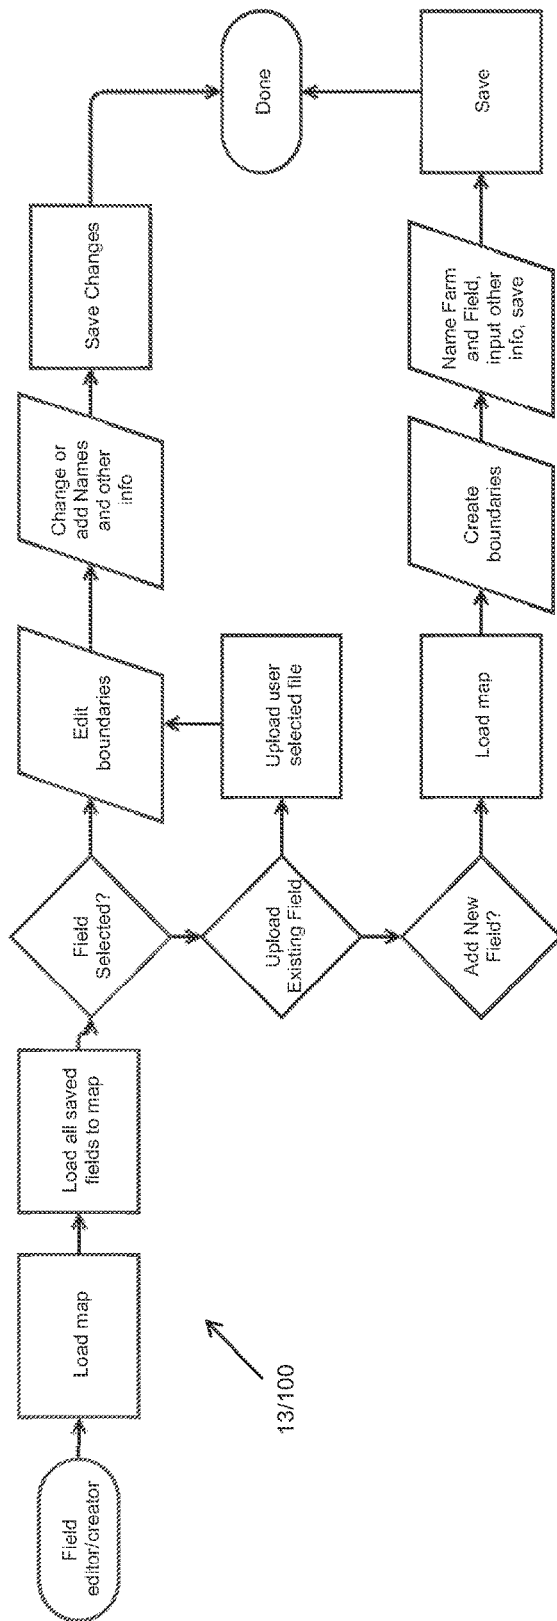 Field
editor/creator
Load map
Load all saved
fields to map
Field
Selected?
Edit
boundaries
Change or
add Names
and other
info
Save Changes
Done
Upload
Existing Field
Upload user
selected file
Add New
Field?
Load map
Create
boundaries
Name Farm
and Field,
input other
info, save
Save
13/100